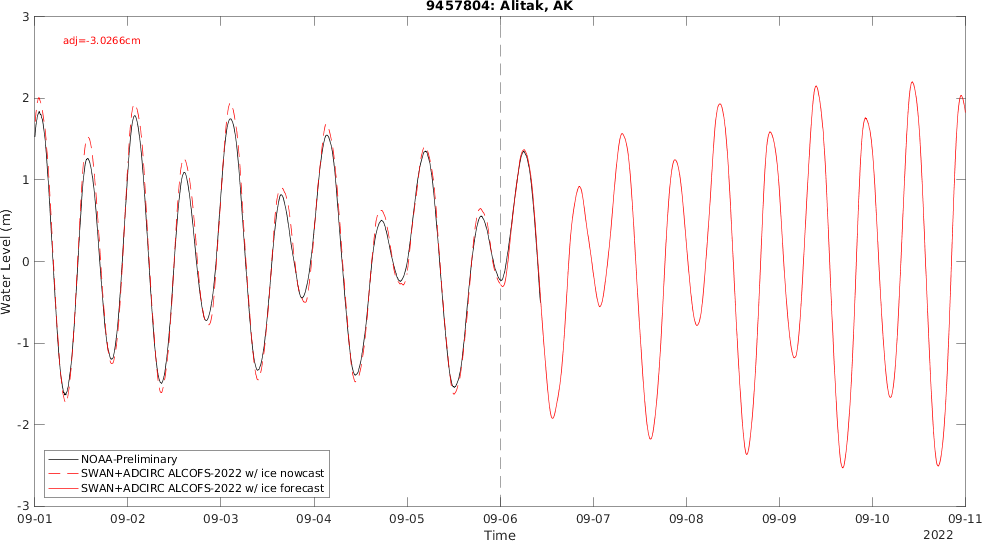 9457804: Alitak, AK
adj=-3.0266cm
3
2
1
0
-1
-2
-3
Water Level (m)
NOAA-Preliminary
SWAN+ADCIRC ALCOFS-2022 w/ ice nowcast
SWAN+ADCIRC ALCOFS-2022 w/ ice forecast
09-01 09-02 09-03 09-04 09-05 09-06 09-07 09-08 09-09 09-10 09-11
Time
2022